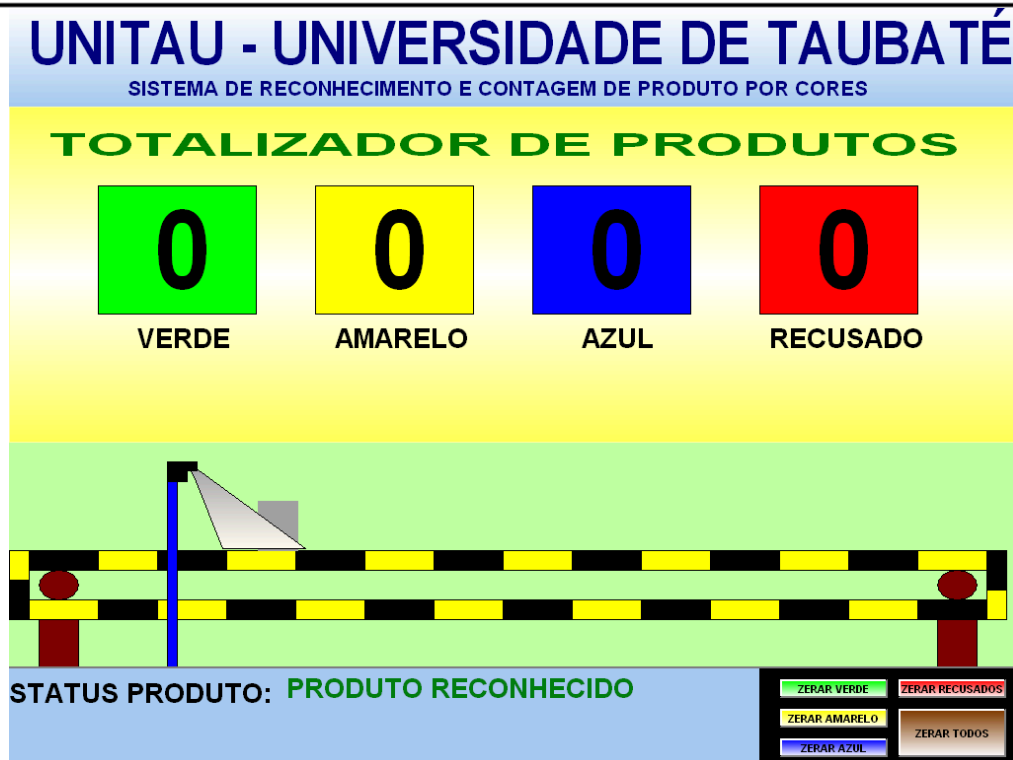 UNITAU - UNIVERSIDADE DE TAUBATÉ
SISTEMA DE RECONHECIMENTO E CONTAGEM DE PRODUTO POR CORES
TOTALIZADOR DE PRODUTOS
0 0 0 0
VERDE AMARELO AZUL RECUSADO
STATUS PRODUTO: PRODUTO RECONHECIDO
ZERAR VERDE ZERAR RECUSADOS
ZERAR AMARELO
ZERAR TODOS
ZERAR AZUL